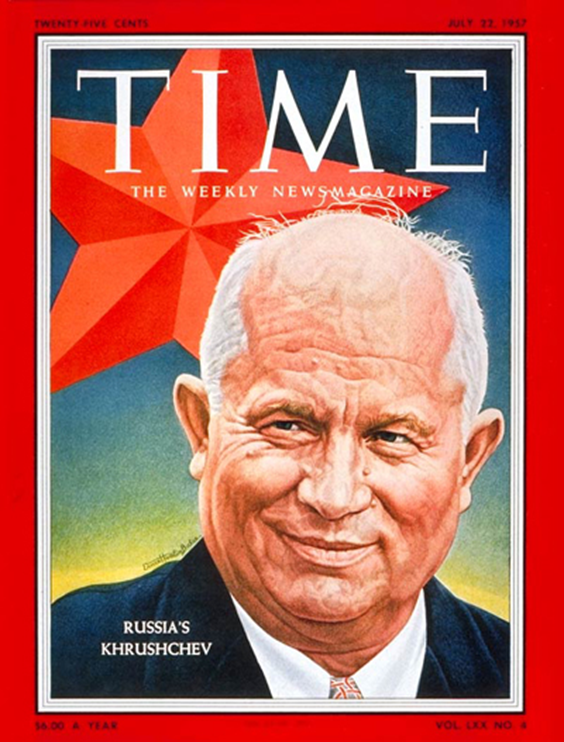 TWENTY-FIVE CENTS JULY 22, 1957
TIME
THE WEEKLY NEWSMAGAZINE
RUSSIA'S
KHRUSHCHEV
$6.00 A YEAR VOL. LXX NO. 4